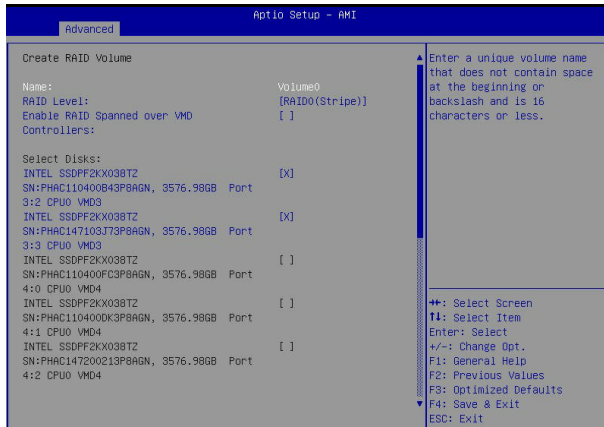 Aptio Setup - AMI
Advanced
Create RAID Volume
Name: Volume0
RAID Level: [RAID0(Stripe)]
Enable RAID Spanned over VMD [ ]
Controllers:
Select Disks:
INTEL SSDPF2KX038TZ [X]
SN:PHAC110400B43P8AGN, 3576.98GB Port
3:2 CPU0 VMD3
INTEL SSDPF2KX038TZ [X]
SN:PHAC147103J73P8AGN, 3576.98GB Port
3:3 CPU0 VMD3
INTEL SSDPF2KX038TZ [ ]
SN:PHAC110400FC3P8AGN, 3576.98GB Port
4:0 CPU0 VMD4
INTEL SSDPF2KX038TZ [ ]
SN:PHAC110400DK3P8AGN, 3576.98GB Port
4:1 CPU0 VMD4
INTEL SSDPF2KX038TZ [ ]
SN:PHAC147200213P8AGN, 3576.98GB Port
4:2 CPU0 VMD4
Enter a unique volume name
that does not contain space
at the beginning or
backslash and is 16
characters or less.
→←: Select Screen
↑↓: Select Item
Enter: Select
+/-: Change Opt.
F1: General Help
F2: Previous Values
F3: Optimized Defaults
F4: Save & Exit
ESC: Exit